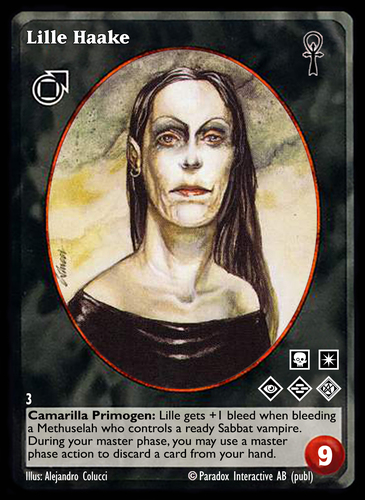 Lille Haake
3
Camarilla Primogen: Lille gets +1 bleed when bleeding
a Methuselah who controls a ready Sabbat vampire.
During your master phase, you may use a master
phase action to discard a card from your hand.
9
Illus: Alejandro Colucci © Paradox Interactive AB (publ)